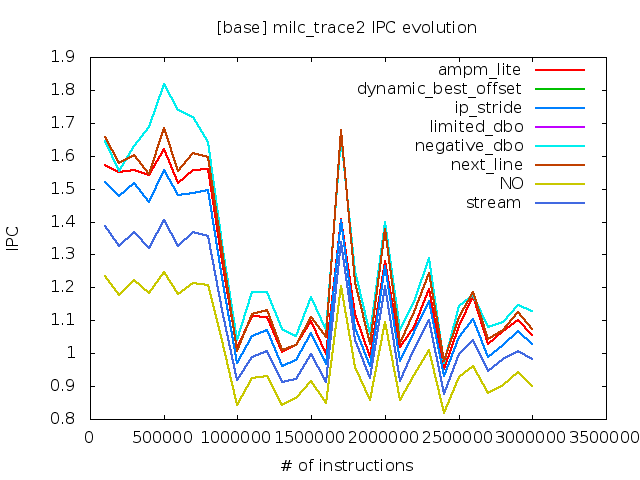 [base] milc_trace2 IPC evolution
1.9
1.8
1.7
1.6
1.5
1.4
1.3
1.2
1.1
1
0.9
0.8
IPC
ampm_lite
dynamic_best_offset
ip_stride
limited_dbo
negative_dbo
next_line
NO
stream
0 500000 1000000 1500000 2000000 2500000 3000000 3500000
# of instructions